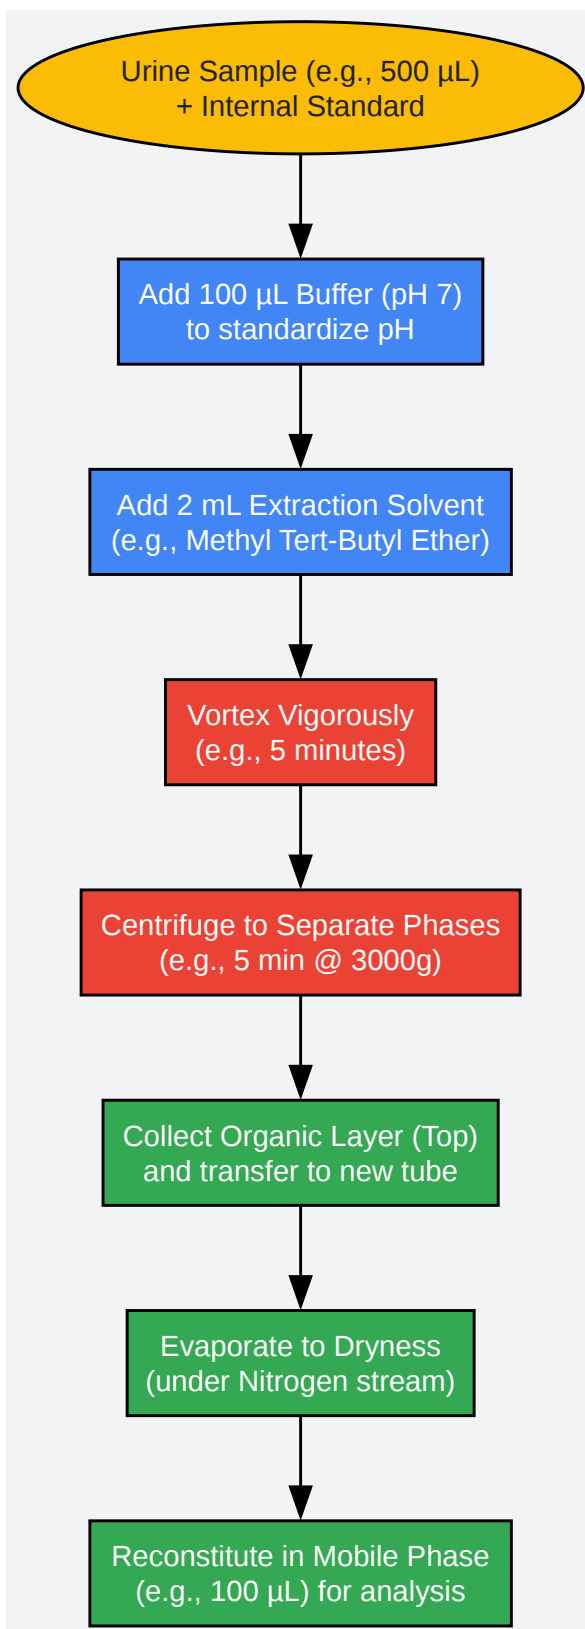 Urine Sample (e.g., 500 µL)
+ Internal Standard
Add 100 µL Buffer (pH 7)
to standardize pH
Add 2 mL Extraction Solvent
(e.g., Methyl Tert-Butyl Ether)
Vortex Vigorously
(e.g., 5 minutes)
Centrifuge to Separate Phases
(e.g., 5 min @ 3000g)
Collect Organic Layer (Top)
and transfer to new tube
Evaporate to Dryness
(under Nitrogen stream)
Reconstitute in Mobile Phase
(e.g., 100 µL) for analysis